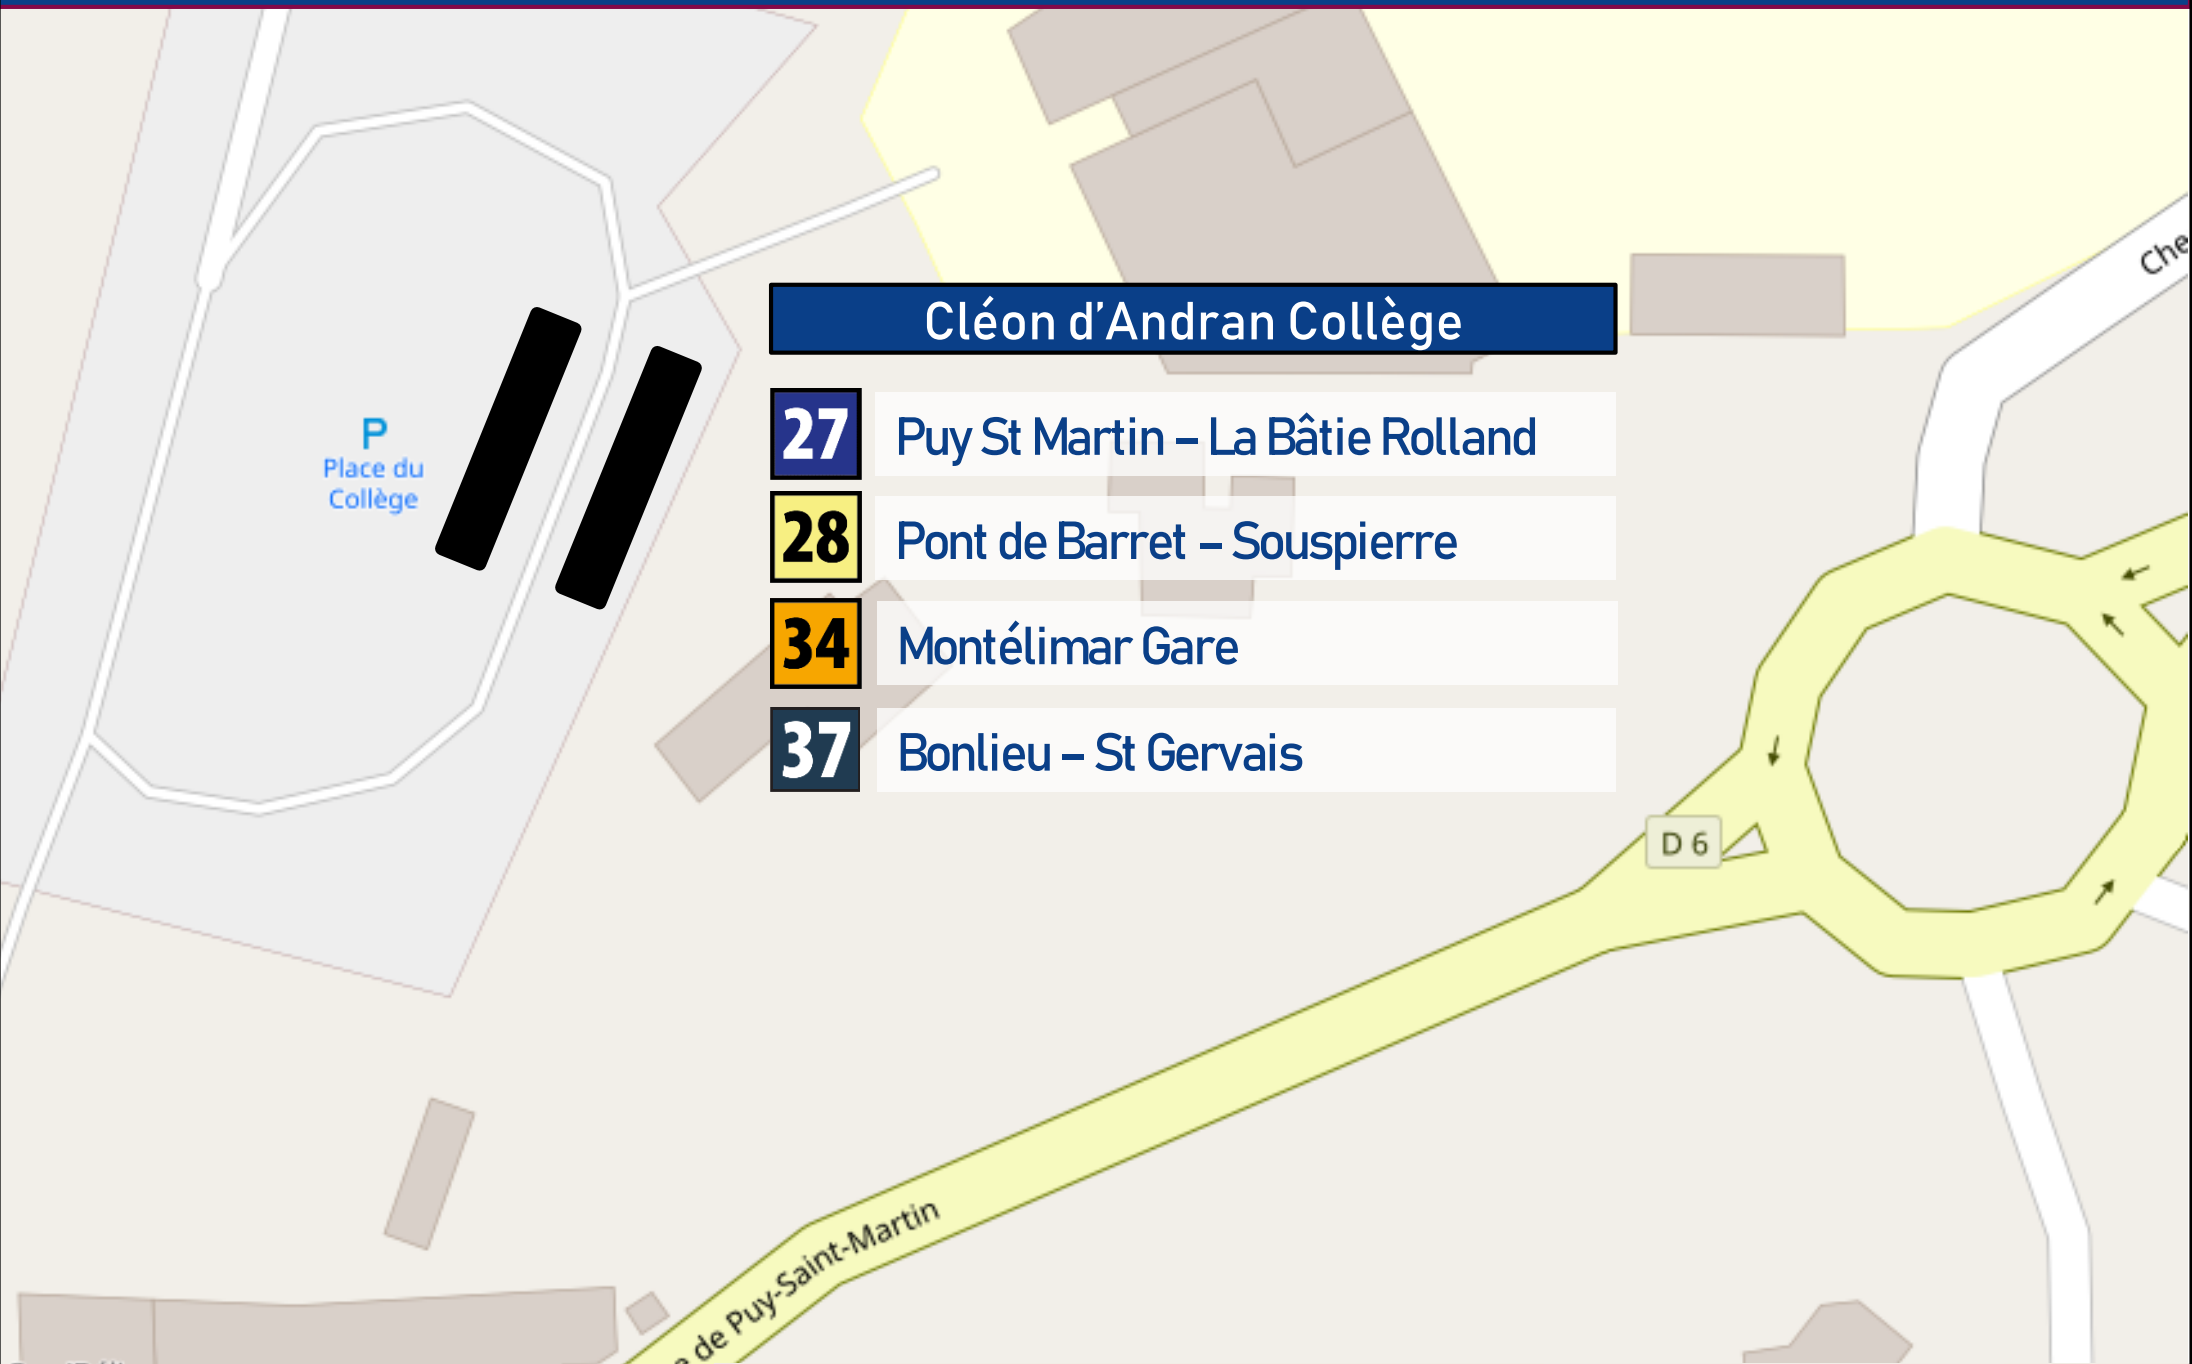 Cléon d’Andran Collège
27 Puy St Martin – La Bâtie Rolland
28 Pont de Barret – Souspierre
34 Montélimar Gare
37 Bonlieu – St Gervais
P
Place du
Collège
D 6
de Puy-Saint-Martin